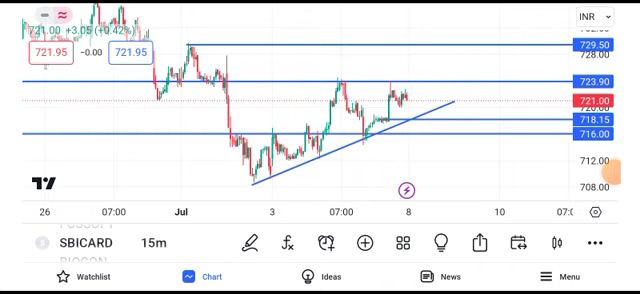 INR
721.00 +3.05 (+0.42%)
721.95 −0.00 721.95
729.50
728.00
723.90
721.00
720.00
718.15
716.00
712.00
708.00
26 07:00 Jul 3 07:00 8 10
SBICARD 15m
Watchlist Chart Ideas News Menu